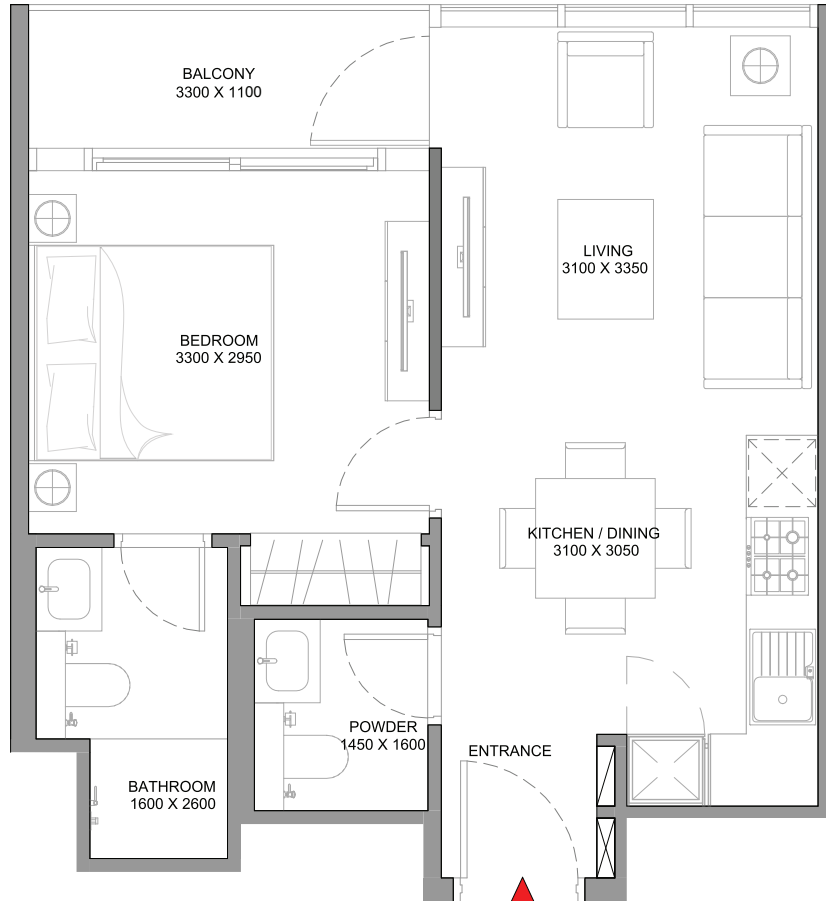 BALCONY
3300 X 1100
LIVING
3100 X 3350
BEDROOM
3300 X 2950
KITCHEN / DINING
3100 X 3050
POWDER
1450 X 1600
ENTRANCE
BATHROOM
1600 X 2600